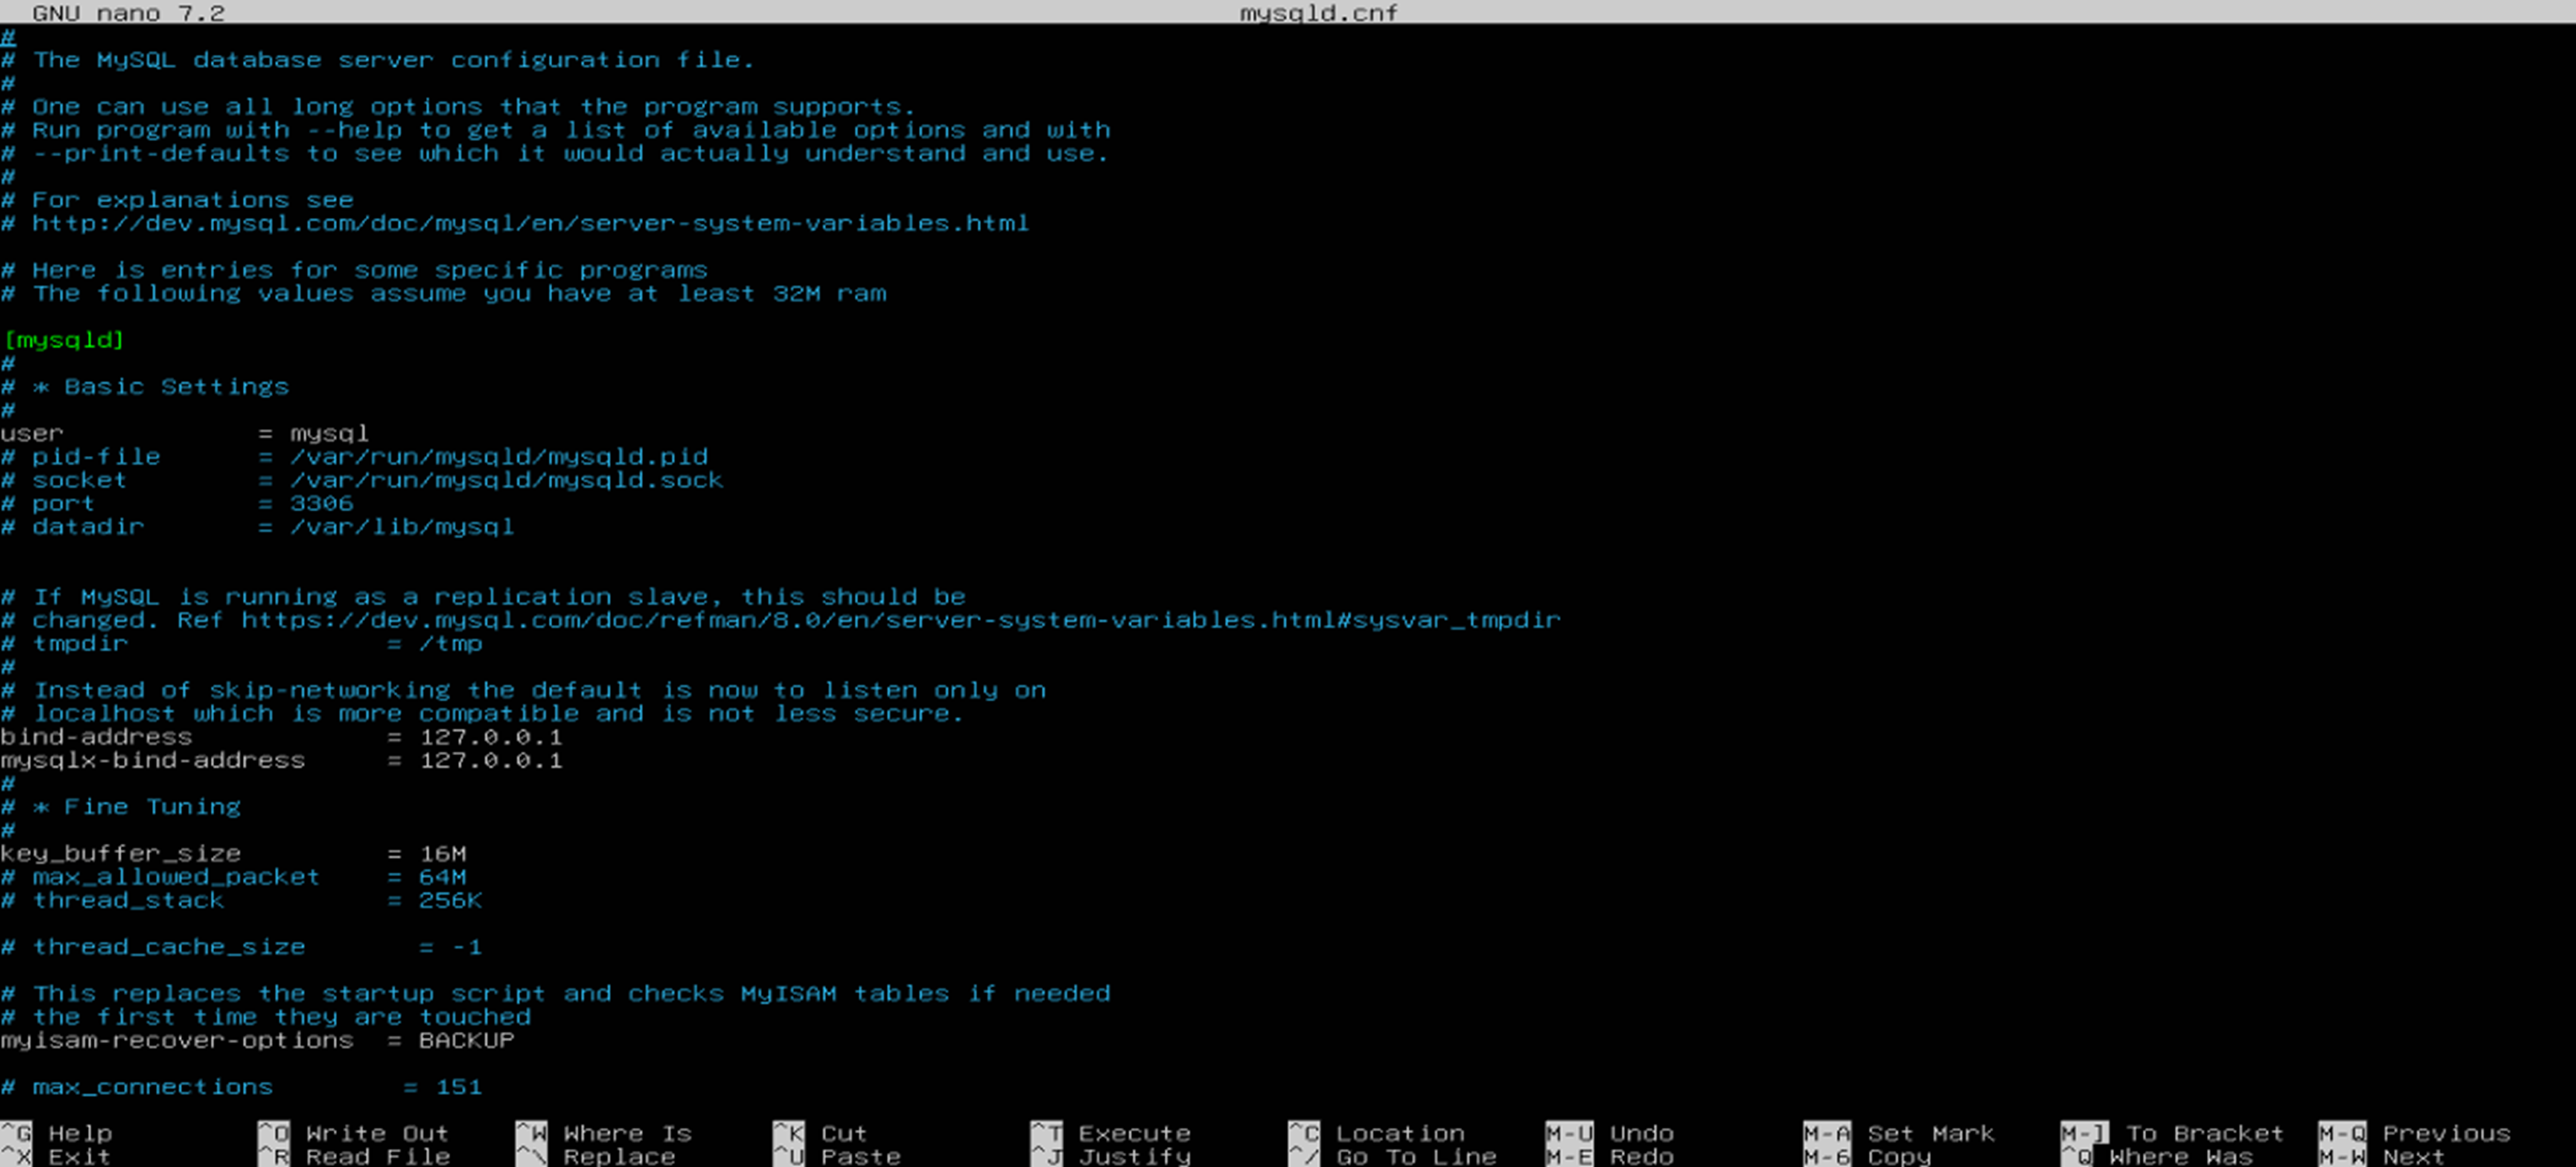 GNU nano 7.2 mysqld.cnf
#
# The MySQL database server configuration file.
#
# One can use all long options that the program supports.
# Run program with --help to get a list of available options and with
# --print-defaults to see which it would actually understand and use.
#
# For explanations see
# http://dev.mysql.com/doc/mysql/en/server-system-variables.html

# Here is entries for some specific programs
# The following values assume you have at least 32M ram

[mysqld]
#
# * Basic Settings
#
user            = mysql
# pid-file      = /var/run/mysqld/mysqld.pid
# socket        = /var/run/mysqld/mysqld.sock
# port          = 3306
# datadir       = /var/lib/mysql


# If MySQL is running as a replication slave, this should be
# changed. Ref https://dev.mysql.com/doc/refman/8.0/en/server-system-variables.html#sysvar_tmpdir
# tmpdir                = /tmp
#
# Instead of skip-networking the default is now to listen only on
# localhost which is more compatible and is not less secure.
bind-address            = 127.0.0.1
mysqlx-bind-address     = 127.0.0.1
#
# * Fine Tuning
#
key_buffer_size         = 16M
# max_allowed_packet    = 64M
# thread_stack          = 256K

# thread_cache_size       = -1

# This replaces the startup script and checks MyISAM tables if needed
# the first time they are touched
myisam-recover-options  = BACKUP

# max_connections        = 151

^G Help ^O Write Out ^W Where Is ^K Cut ^T Execute ^C Location M-U Undo M-A Set Mark M-] To Bracket M-Q Previous
^X Exit ^R Read File ^\ Replace ^U Paste ^J Justify ^/ Go To Line M-E Redo M-6 Copy ^Q Where Was M-W Next